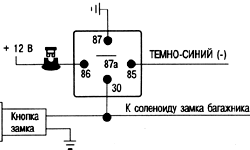 87
+ 12 В
ТЕМНО-СИНИЙ (-)
86
87а
85
30
К соленоиду замка багажника
Кнопка
замка